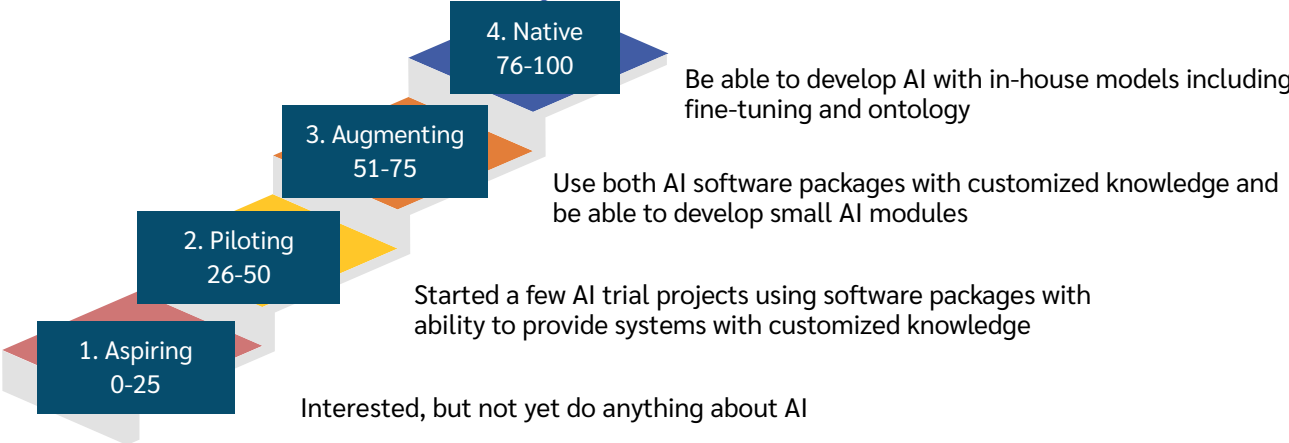 4. Native
76-100
Be able to develop AI with in-house models including
fine-tuning and ontology
3. Augmenting
51-75
Use both AI software packages with customized knowledge and
be able to develop small AI modules
2. Piloting
26-50
Started a few AI trial projects using software packages with
ability to provide systems with customized knowledge
1. Aspiring
0-25
Interested, but not yet do anything about AI